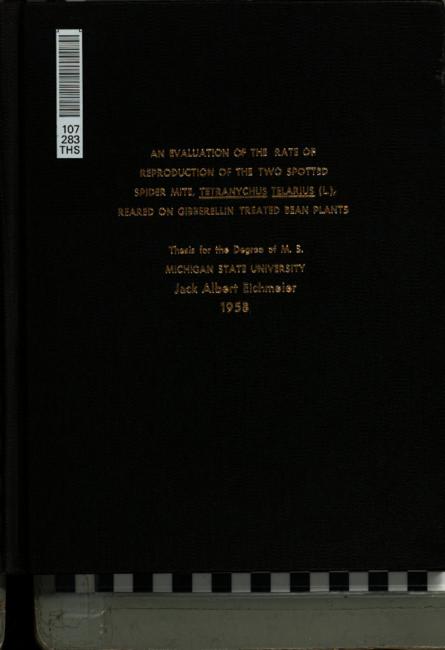 107
283
THS
AN EVALUATION OF THE RATE OF
REPRODUCTION OF THE TWO SPOTTED
SPIDER MITE, TETRANYCHUS TELARIUS (L.),
REARED ON GIBBERELLIN TREATED BEAN PLANTS
Thesis for the Degree of M. S.
MICHIGAN STATE UNIVERSITY
Jack Albert Eichmeier
1958